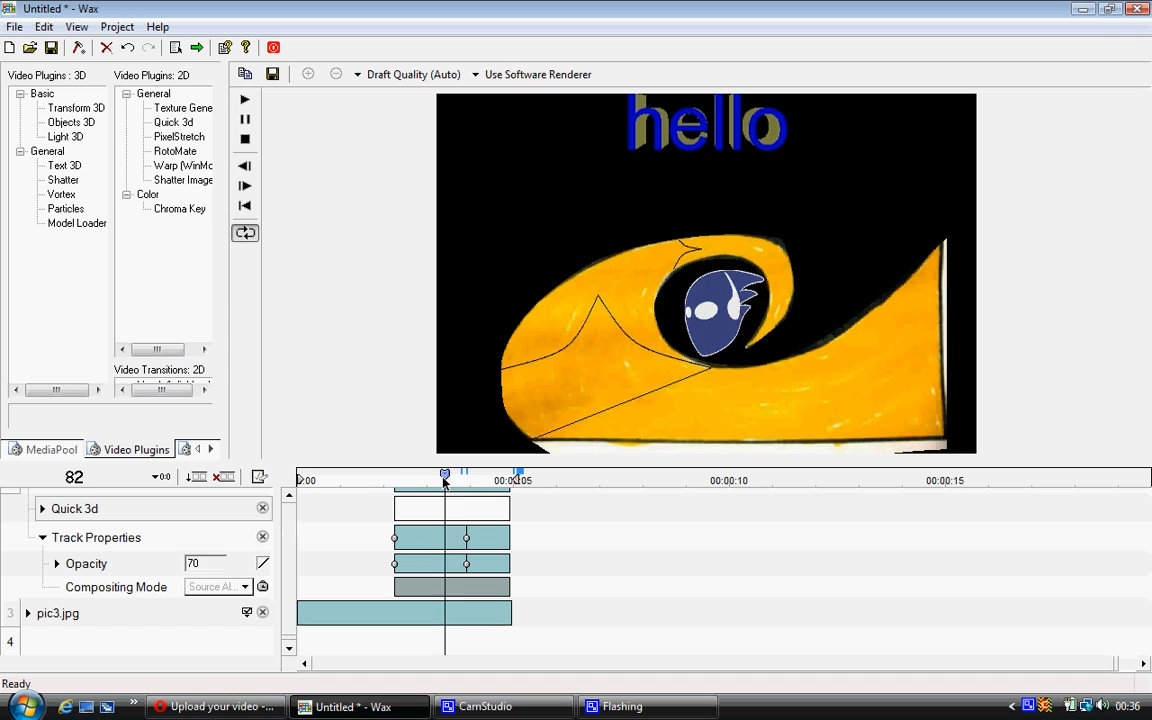 Untitled * - Wax
File Edit View Project Help
Video Plugins : 3D
Basic
Transform 3D
Objects 3D
Light 3D
General
Text 3D
Shatter
Vortex
Particles
Model Loader
Video Plugins: 2D
General
Texture Gene
Quick 3d
PixelStretch
RotoMate
Warp (WinMo
Shatter Image
Color
Chroma Key
Video Transitions: 2D
MediaPool
Video Plugins
Draft Quality (Auto)
Use Software Renderer
hello
82
:00
00:00:10
00:00:15
Quick 3d
Track Properties
Opacity 70
Compositing Mode Source Al...
3 pic3.jpg
4
Ready
Upload your video -...
Untitled * - Wax
CamStudio
Flashing
00:36